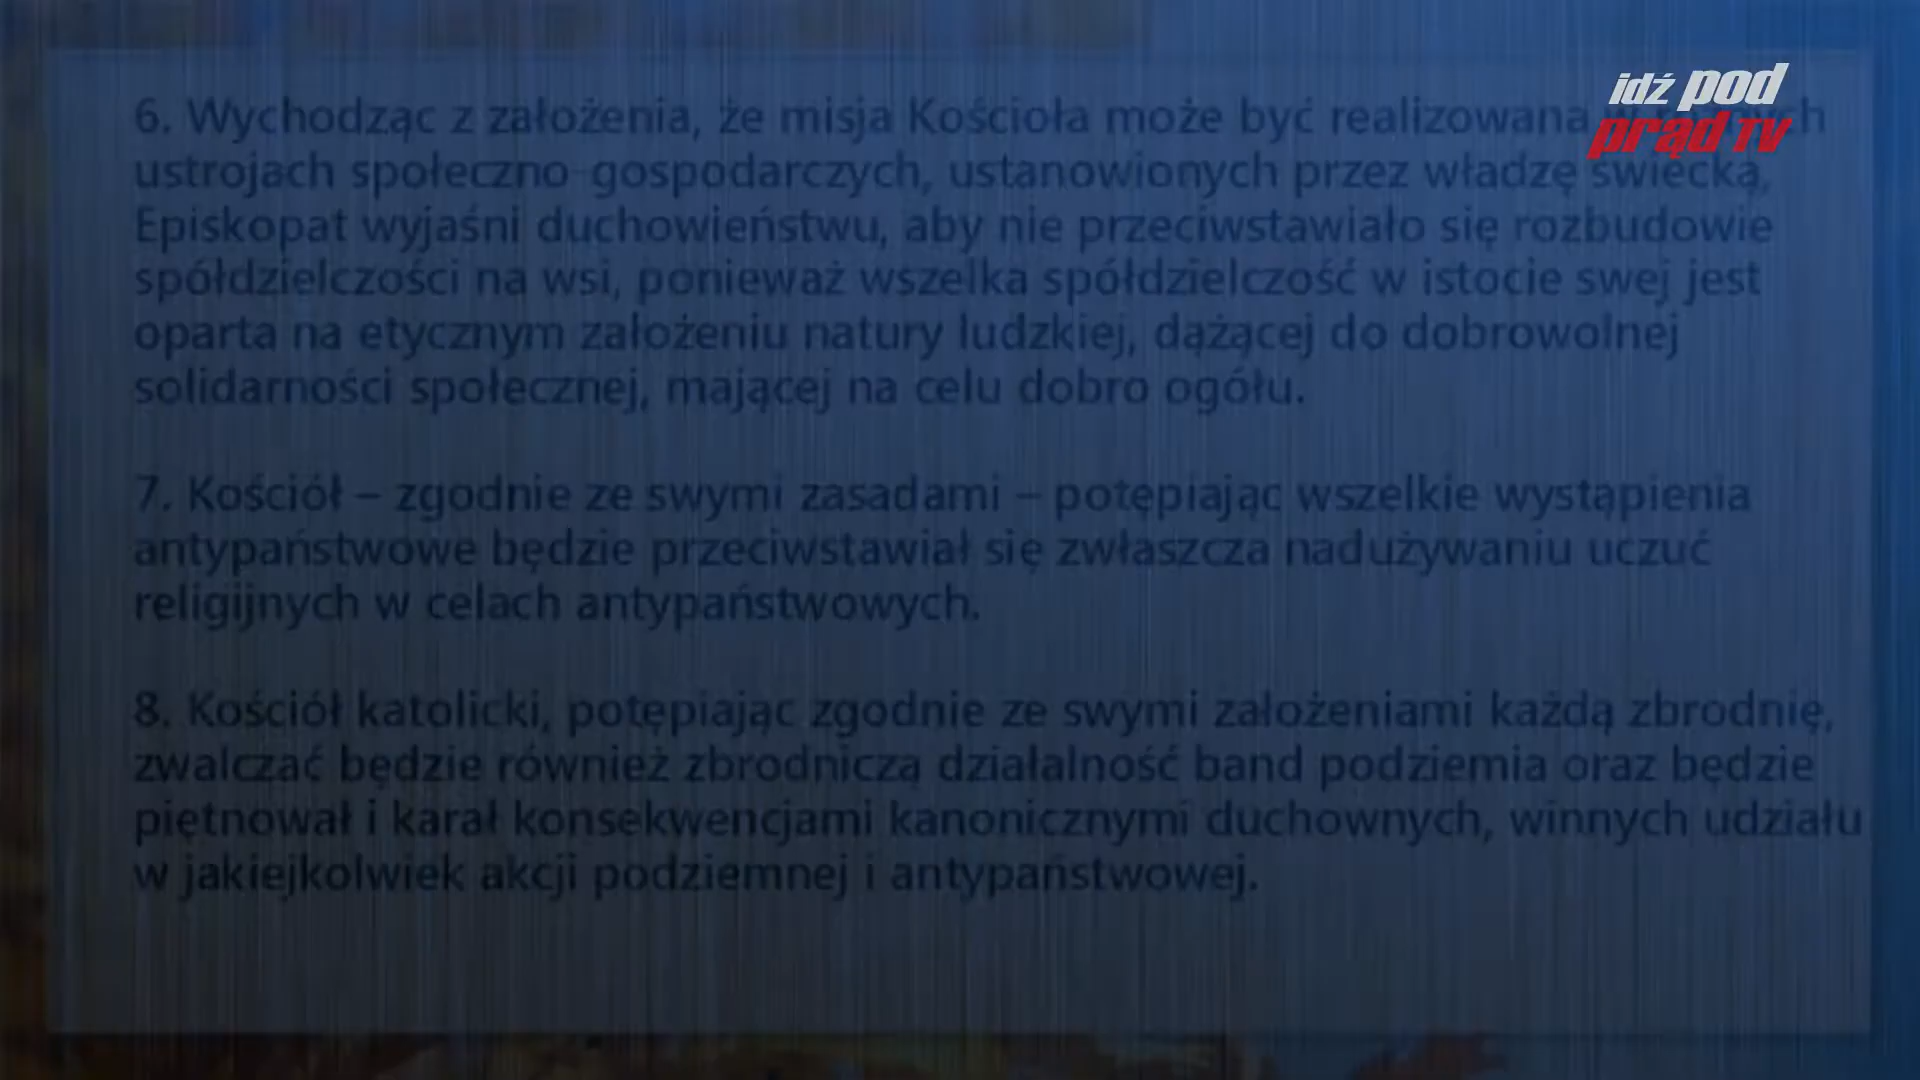 idź pod
prąd TV
6. Wychodząc z założenia, że misja Kościoła może być realizowana
ustrojach społeczno-gospodarczych, ustanowionych przez władzę świecką,
Episkopat wyjaśni duchowieństwu, aby nie przeciwstawiało się rozbudowie
spółdzielczości na wsi, ponieważ wszelka spółdzielczość w istocie swej jest
oparta na etycznym założeniu natury ludzkiej, dążącej do dobrowolnej
solidarności społecznej, mającej na celu dobro ogółu.
7. Kościół – zgodnie ze swymi zasadami – potępiając wszelkie wystąpienia
antypaństwowe będzie przeciwstawiał się zwłaszcza nadużywaniu uczuć
religijnych w celach antypaństwowych.
8. Kościół katolicki, potępiając zgodnie ze swymi założeniami każdą zbrodnię,
zwalczać będzie również zbrodniczą działalność band podziemia oraz będzie
piętnował i karał konsekwencjami kanonicznymi duchownych, winnych udziału
w jakiejkolwiek akcji podziemnej i antypaństwowej.